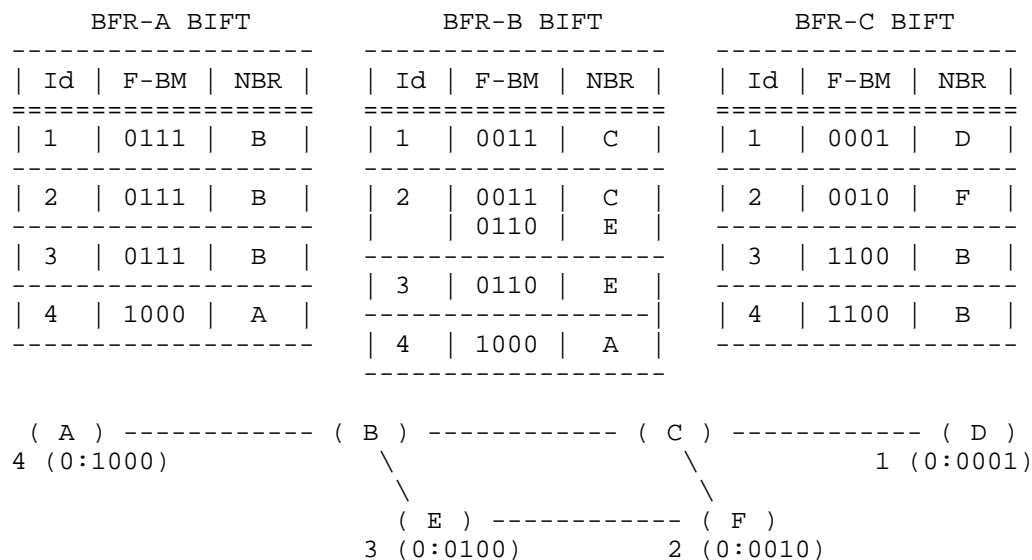 BFR-A BIFT BFR-B BIFT BFR-C BIFT
------------------- ------------------- -------------------
| Id | F-BM | NBR | | Id | F-BM | NBR | | Id | F-BM | NBR |
=================== =================== ===================
| 1 | 0111 | B | | 1 | 0011 | C | | 1 | 0001 | D |
------------------- ------------------- -------------------
| 2 | 0111 | B | | 2 | 0011 | C | | 2 | 0010 | F |
------------------- | | 0110 | E | -------------------
| 3 | 0111 | B | ------------------- | 3 | 1100 | B |
------------------- | 3 | 0110 | E | -------------------
| 4 | 1000 | A | ------------------| | 4 | 1100 | B |
------------------- | 4 | 1000 | A | -------------------
-------------------
( A ) ------------ ( B ) ------------ ( C ) ------------ ( D )
4 (0:1000) \ \ 1 (0:0001)
\ \
( E ) ------------ ( F )
3 (0:0100) 2 (0:0010)